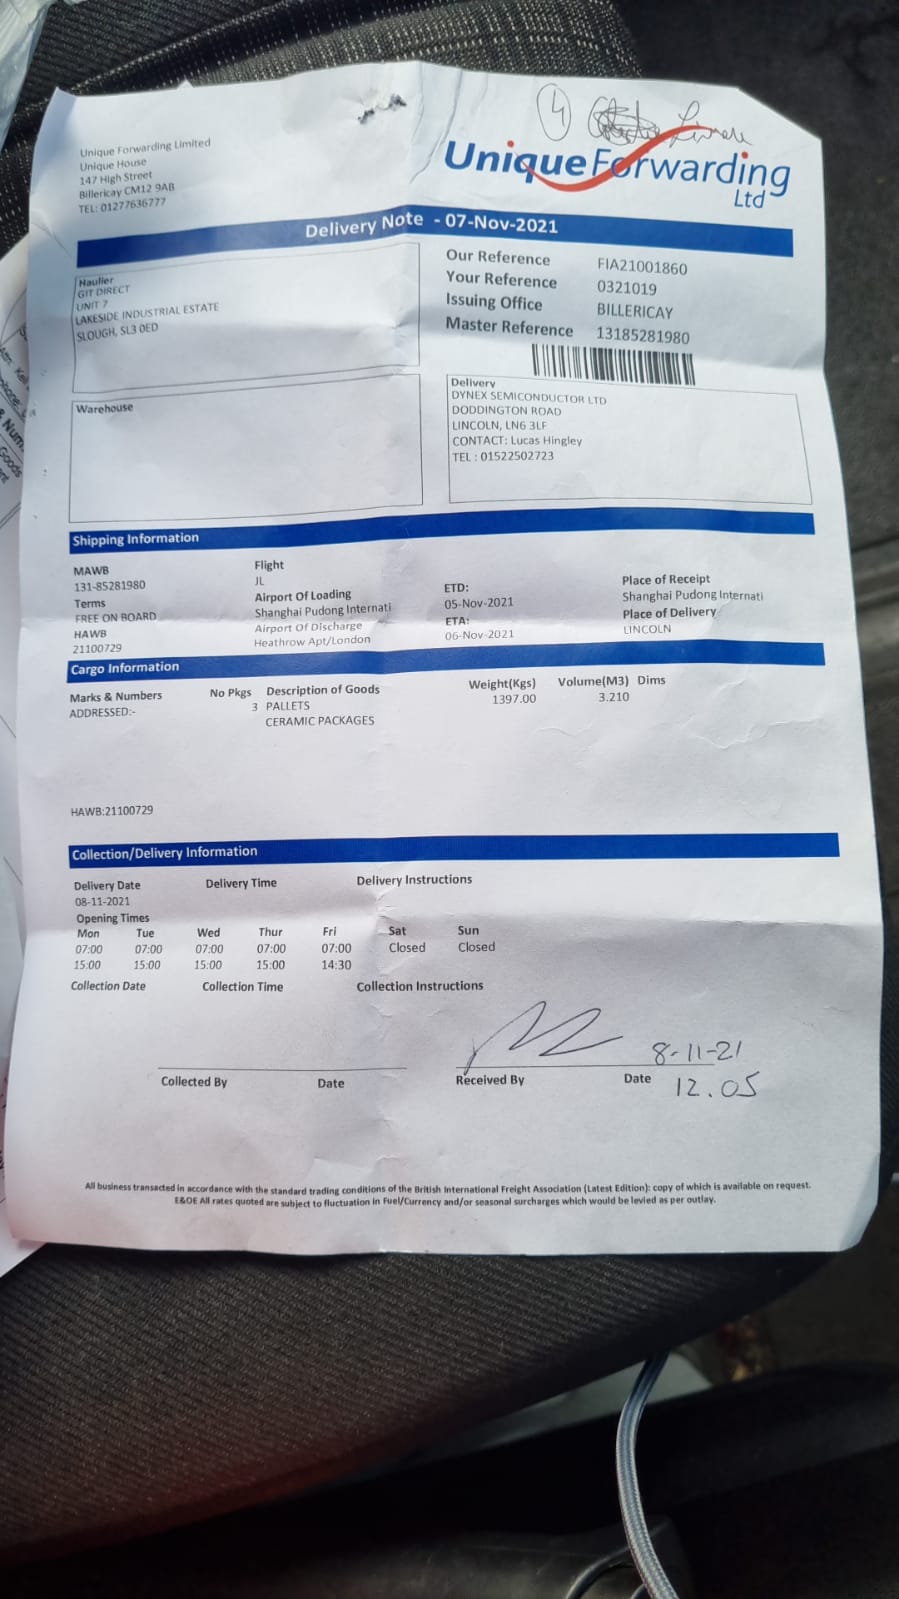 4
Unique Forwarding Limited
Unique House
147 High Street
Billericay CM12 9AB
TEL: 01277636777
UniqueForwarding
Ltd
Delivery Note - 07-Nov-2021
Haulier
GIT DIRECT
UNIT 7
LAKESIDE INDUSTRIAL ESTATE
SLOUGH, SL3 0ED
Our Reference FIA21001860
Your Reference 0321019
Issuing Office BILLERICAY
Master Reference 13185281980
Warehouse
Delivery
DYNEX SEMICONDUCTOR LTD
DODDINGTON ROAD
LINCOLN, LN6 3LF
CONTACT: Lucas Hingley
TEL : 01522502723
Shipping Information
MAWB
131-85281980
Terms
FREE ON BOARD
HAWB
21100729
Flight
JL
Airport Of Loading
Shanghai Pudong Internati
Airport Of Discharge
Heathrow Apt/London
ETD:
05-Nov-2021
ETA:
06-Nov-2021
Place of Receipt
Shanghai Pudong Internati
Place of Delivery
LINCOLN
Cargo Information
Marks & Numbers No Pkgs Description of Goods Weight(Kgs) Volume(M3) Dims
ADDRESSED:- 3 PALLETS 1397.00 3.210
CERAMIC PACKAGES
HAWB:21100729
Collection/Delivery Information
Delivery Date Delivery Time Delivery Instructions
08-11-2021
Opening Times
Mon Tue Wed Thur Fri Sat Sun
07:00 07:00 07:00 07:00 07:00 Closed Closed
15:00 15:00 15:00 15:00 14:30
Collection Date Collection Time Collection Instructions
8-11-21
Collected By Date Received By Date
12.05
All business transacted in accordance with the standard trading conditions of the British International Freight Association (Latest Edition): copy of which is available on request.
E&OE All rates quoted are subject to fluctuation in Fuel/Currency and/or seasonal surcharges which would be levied as per outlay.